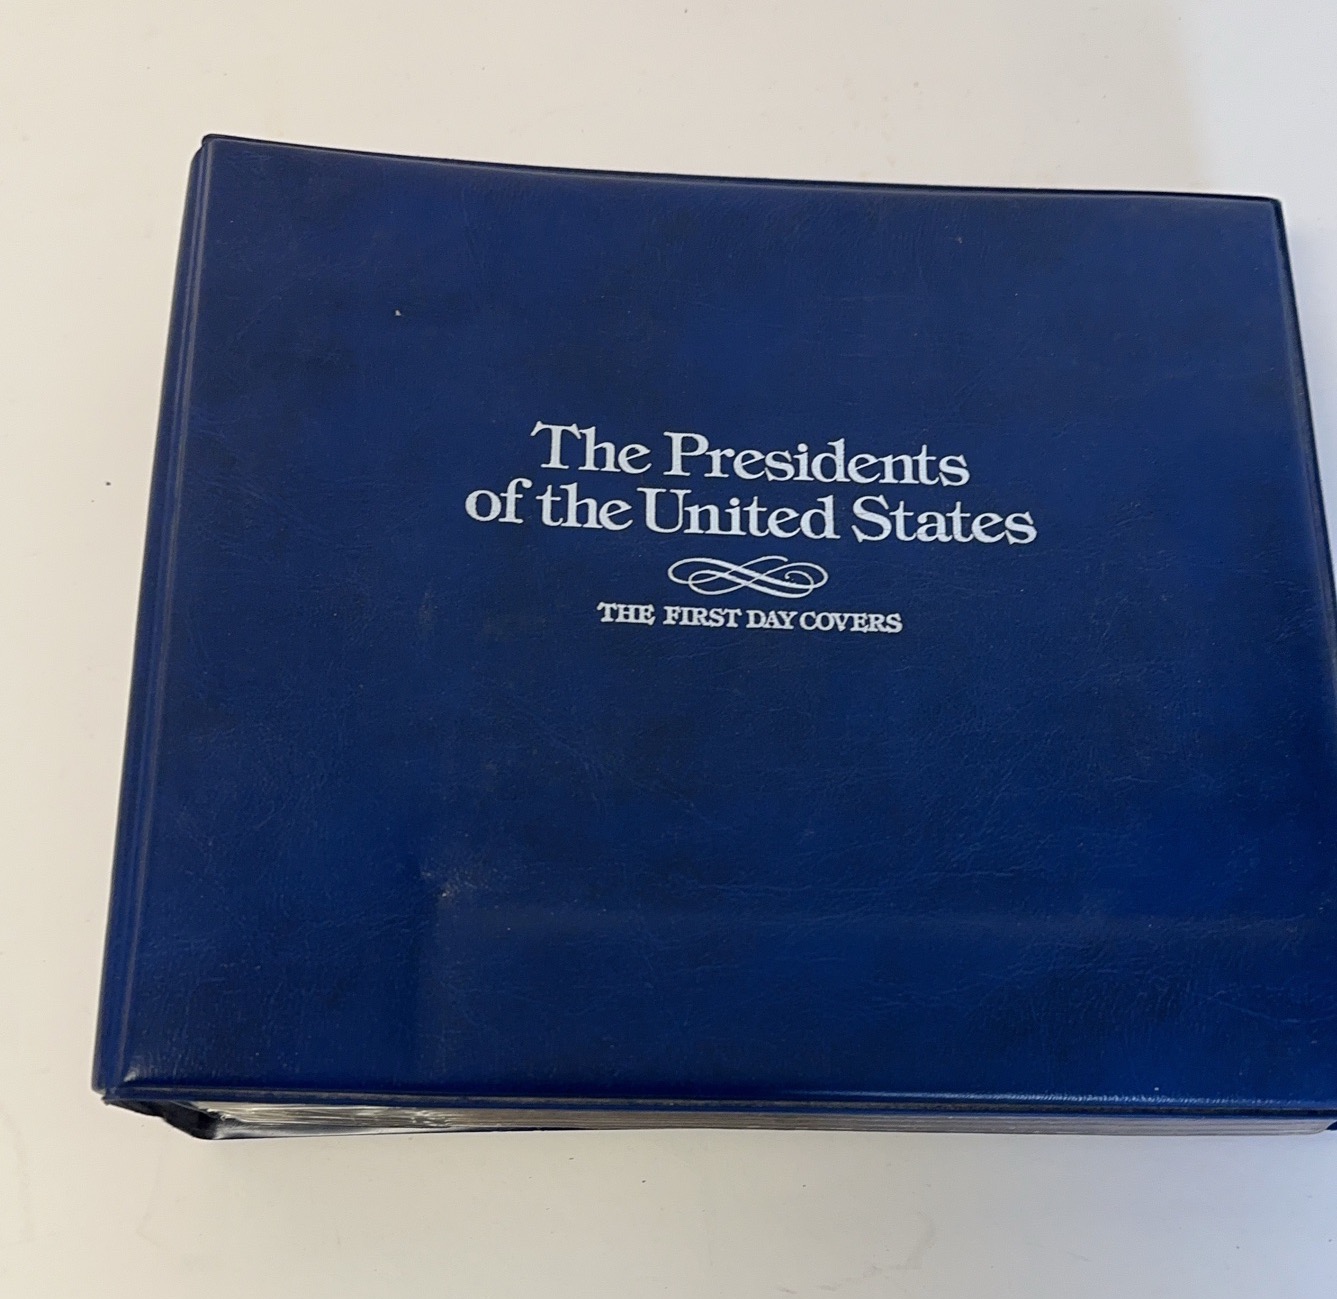 The Presidents
of the United States
THE FIRST DAY COVERS